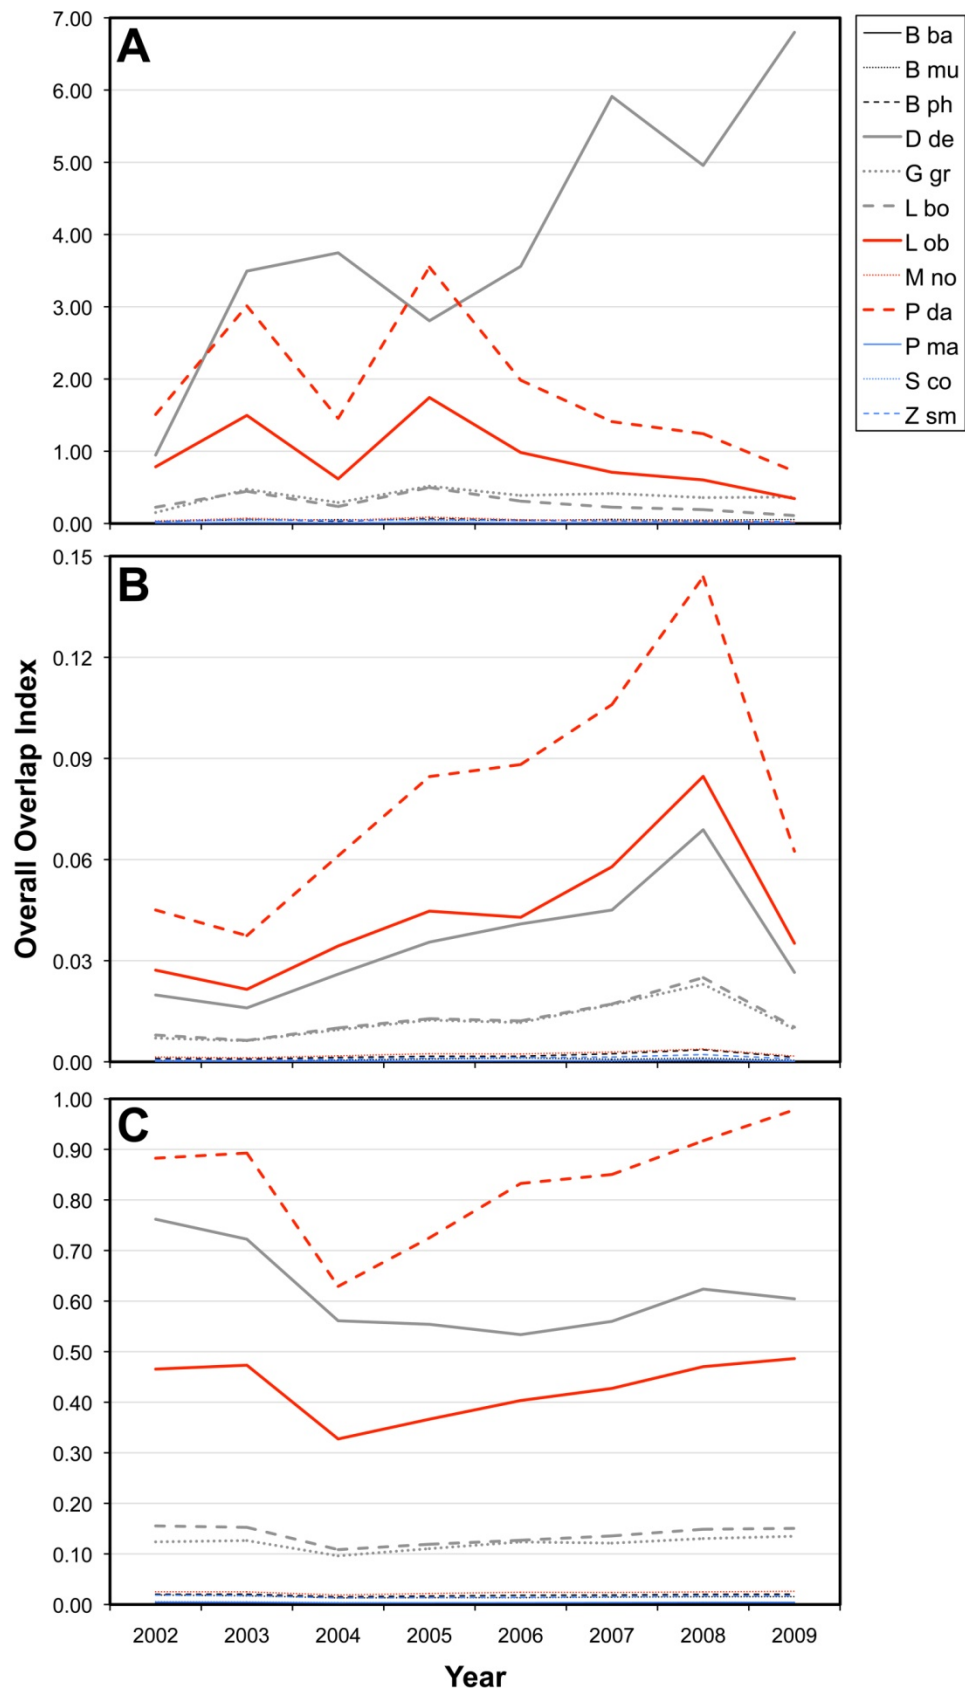 A
7.00
6.00
5.00
4.00
3.00
2.00
1.00
0.00
B ba
B mu
B ph
D de
G gr
L bo
L ob
M no
P da
P ma
S co
Z sm
B
0.15
0.12
0.09
0.06
0.03
0.00
Overall Overlap Index
C
1.00
0.90
0.80
0.70
0.60
0.50
0.40
0.30
0.20
0.10
0.00
2002 2003 2004 2005 2006 2007 2008 2009
Year